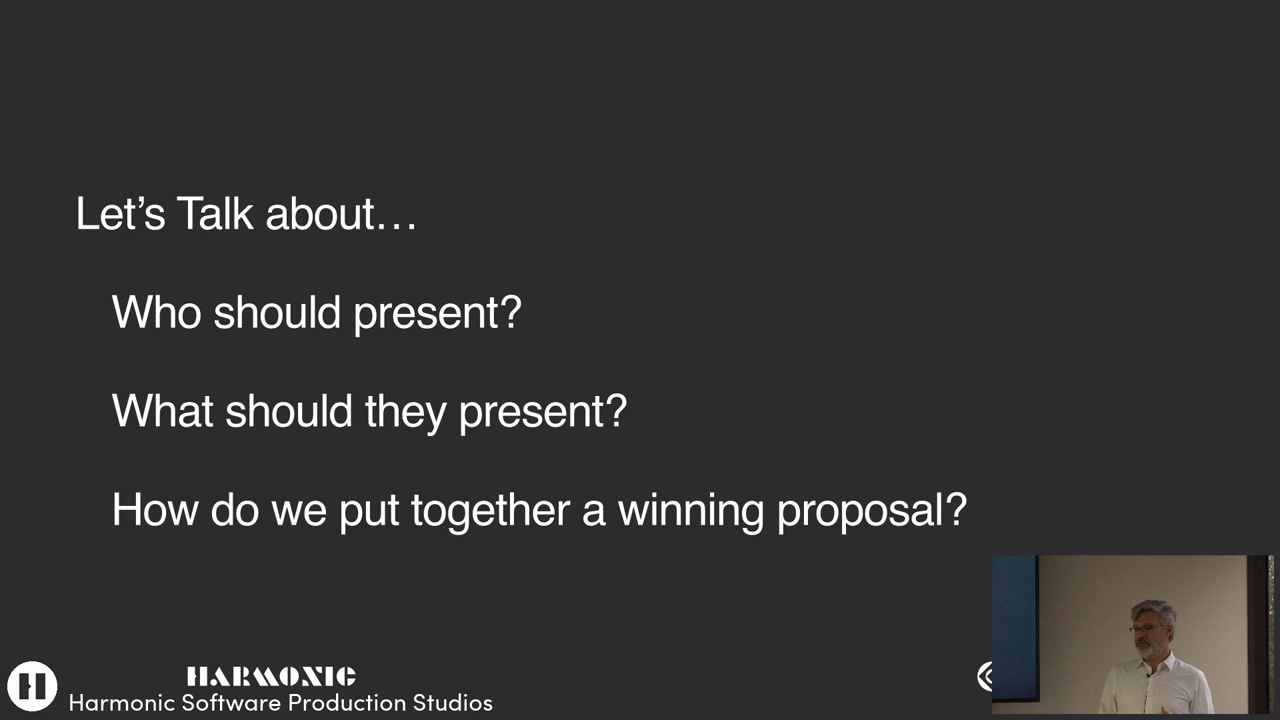 Let's Talk about…
Who should present?
What should they present?
How do we put together a winning proposal?
HARMONIC
H
Harmonic Software Production Studios